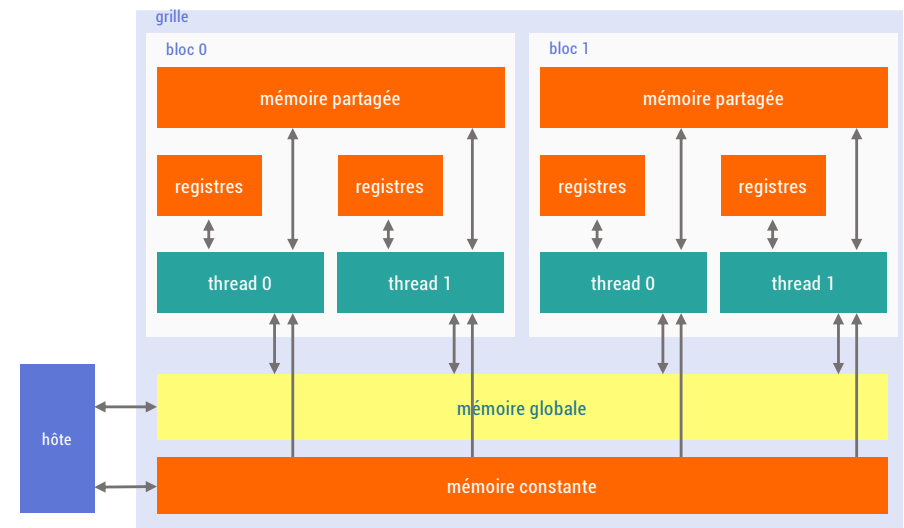 grille
bloc 0
mémoire partagée
registres
registres
thread 0
thread 1
bloc 1
mémoire partagée
registres
registres
thread 0
thread 1
hôte
mémoire globale
mémoire constante